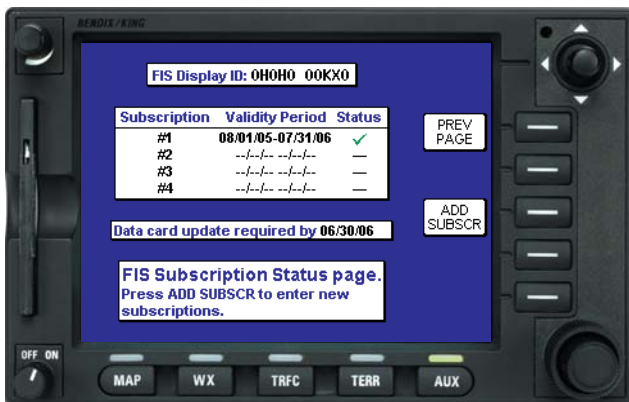 BENDIX/KING
FIS Display ID: 0H0H0 00KX0
Subscription Validity Period Status
#1 08/01/05-07/31/06 ✓
#2 --/--/-- --/--/-- —
#3 --/--/-- --/--/-- —
#4 --/--/-- --/--/-- —
PREV
PAGE
ADD
SUBSCR
Data card update required by 06/30/06
FIS Subscription Status page.
Press ADD SUBSCR to enter new
subscriptions.
OFF ON
MAP WX TRFC TERR AUX